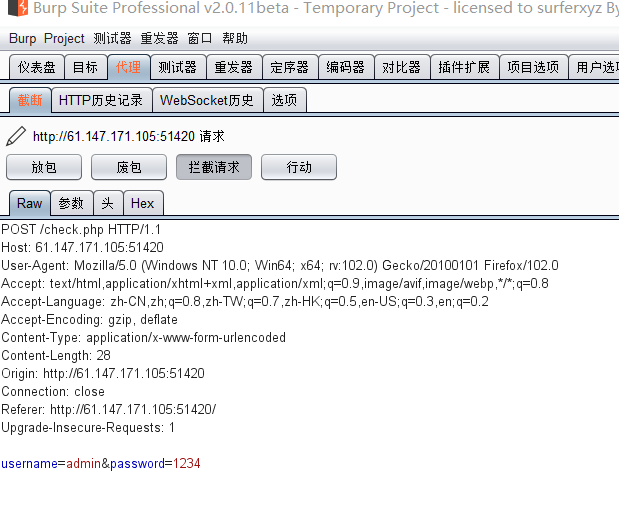 Burp Suite Professional v2.0.11beta - Temporary Project - licensed to surferxyz By
Burp Project 测试器 重发器 窗口 帮助
仪表盘 目标 代理 测试器 重发器 定序器 编码器 对比器 插件扩展 项目选项 用户选
截断 HTTP历史记录 WebSocket历史 选项
http://61.147.171.105:51420 请求
放包 废包 拦截请求 行动
Raw 参数 头 Hex
POST /check.php HTTP/1.1
Host: 61.147.171.105:51420
User-Agent: Mozilla/5.0 (Windows NT 10.0; Win64; x64; rv:102.0) Gecko/20100101 Firefox/102.0
Accept: text/html,application/xhtml+xml,application/xml;q=0.9,image/avif,image/webp,*/*;q=0.8
Accept-Language: zh-CN,zh;q=0.8,zh-TW;q=0.7,zh-HK;q=0.5,en-US;q=0.3,en;q=0.2
Accept-Encoding: gzip, deflate
Content-Type: application/x-www-form-urlencoded
Content-Length: 28
Origin: http://61.147.171.105:51420
Connection: close
Referer: http://61.147.171.105:51420/
Upgrade-Insecure-Requests: 1
username=admin&password=1234